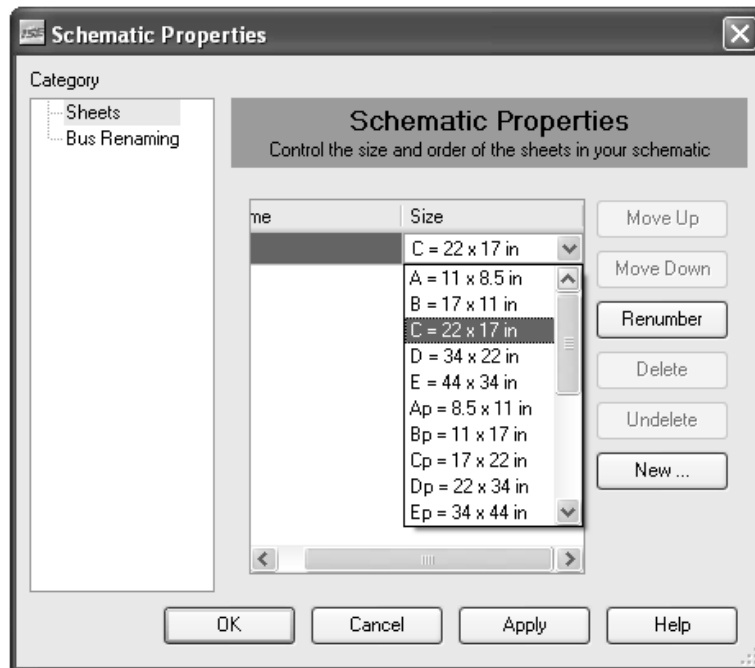 ISE Schematic Properties
Category
Sheets
Bus Renaming
Schematic Properties
Control the size and order of the sheets in your schematic
me Size
C = 22 x 17 in
A = 11 x 8.5 in
B = 17 x 11 in
C = 22 x 17 in
D = 34 x 22 in
E = 44 x 34 in
Ap = 8.5 x 11 in
Bp = 11 x 17 in
Cp = 17 x 22 in
Dp = 22 x 34 in
Ep = 34 x 44 in
Move Up
Move Down
Renumber
Delete
Undelete
New ...
OK Cancel Apply Help